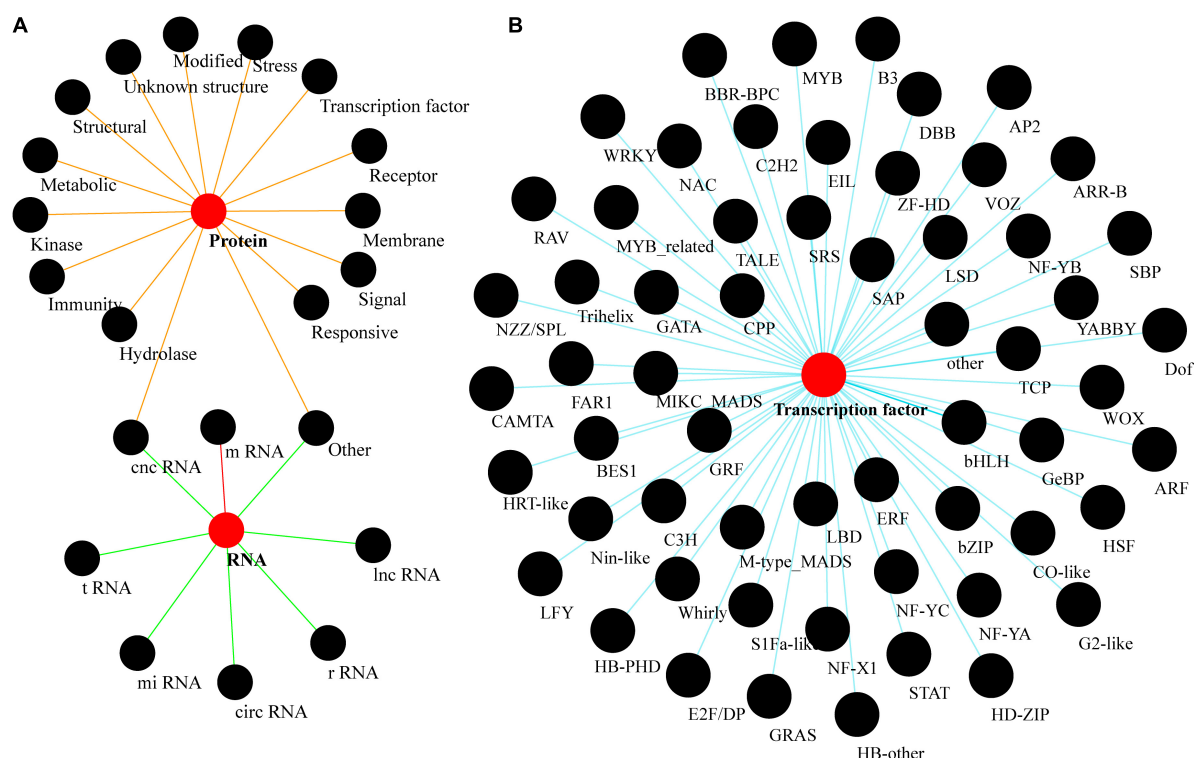 A
Modified
Stress
Unknown structure
Transcription factor
Structural
Receptor
Metabolic
Protein
Kinase
Membrane
Immunity
Signal
Responsive
Hydrolase
cnc RNA
m RNA
Other
RNA
t RNA
lnc RNA
mi RNA
r RNA
circ RNA
B
B3
MYB
BBR-BPC
AP2
DBB
WRKY
C2H2
EIL
NAC
ARR-B
VOZ
ZF-HD
RAV
MYB_related
TALE
SRS
LSD
NF-YB
SBP
SAP
NZZ/SPL
Trihelix
GATA
CPP
YABBY
other
Dof
TCP
CAMTA
FAR1
MIKC_MADS
Transcription factor
WOX
BES1
GRF
bHLH
GeBP
ARF
HRT-like
C3H
LBD
ERF
HSF
Nin-like
M-type_MADS
bZIP
CO-like
LFY
Whirly
NF-YC
NF-YA
G2-like
HB-PHD
S1Fa-like
NF-X1
STAT
HD-ZIP
E2F/DP
GRAS
HB-other